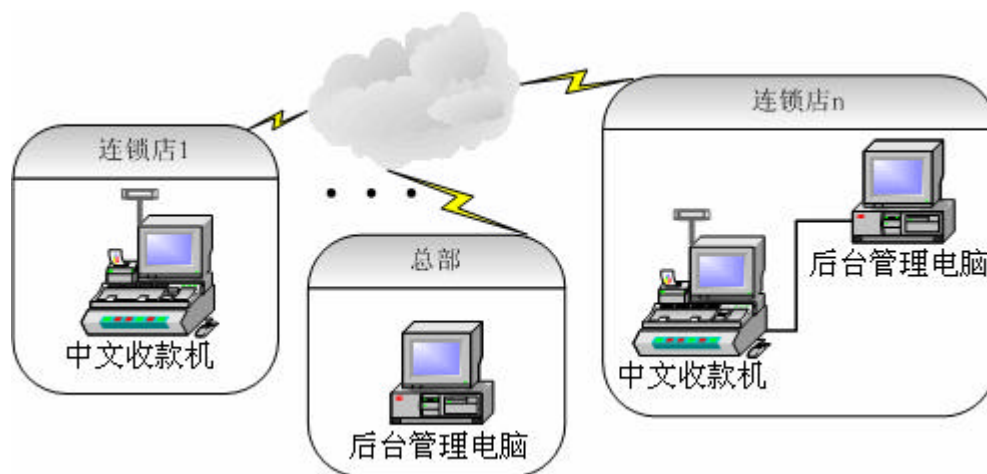 连锁店1
中文收款机
总部
后台管理电脑
连锁店n
后台管理电脑
中文收款机